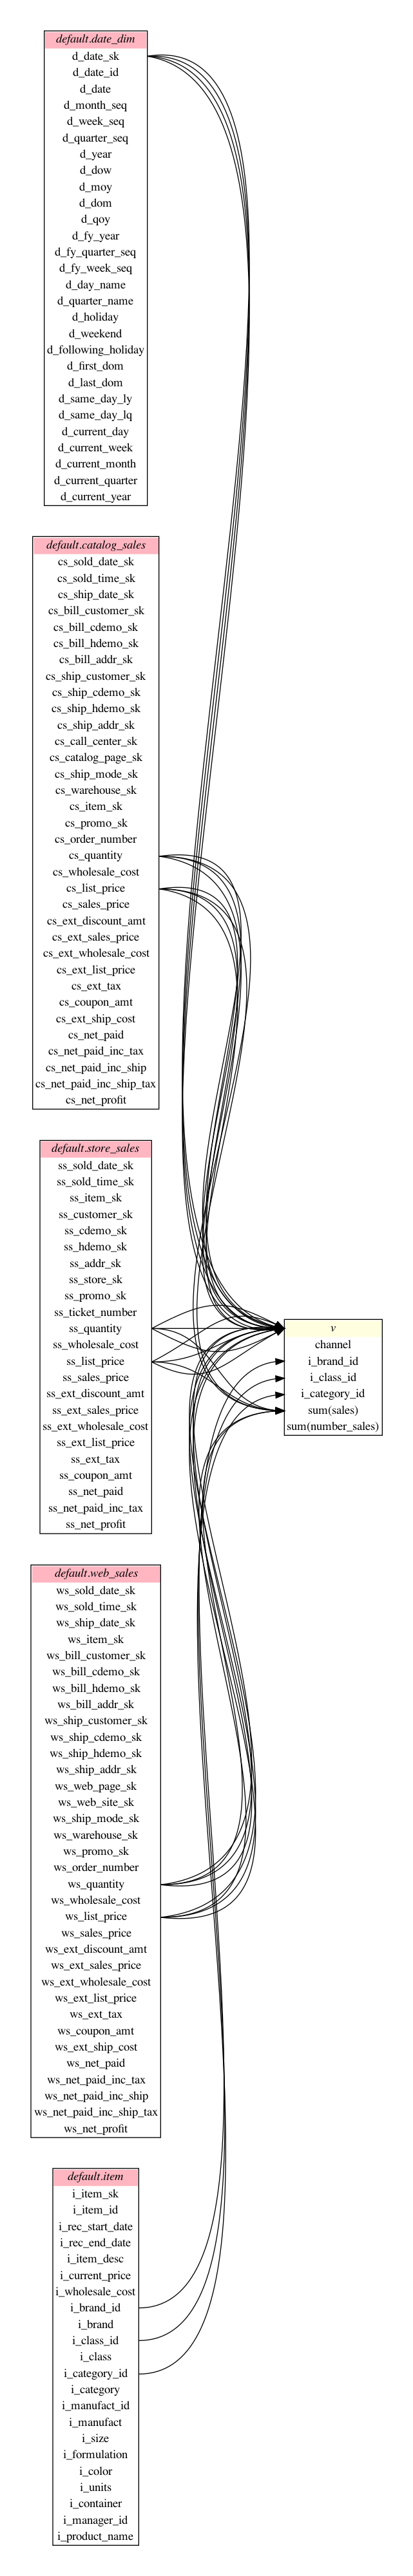 default.date_dim
d_date_sk
d_date_id
d_date
d_month_seq
d_week_seq
d_quarter_seq
d_year
d_dow
d_moy
d_dom
d_qoy
d_fy_year
d_fy_quarter_seq
d_fy_week_seq
d_day_name
d_quarter_name
d_holiday
d_weekend
d_following_holiday
d_first_dom
d_last_dom
d_same_day_ly
d_same_day_lq
d_current_day
d_current_week
d_current_month
d_current_quarter
d_current_year
default.catalog_sales
cs_sold_date_sk
cs_sold_time_sk
cs_ship_date_sk
cs_bill_customer_sk
cs_bill_cdemo_sk
cs_bill_hdemo_sk
cs_bill_addr_sk
cs_ship_customer_sk
cs_ship_cdemo_sk
cs_ship_hdemo_sk
cs_ship_addr_sk
cs_call_center_sk
cs_catalog_page_sk
cs_ship_mode_sk
cs_warehouse_sk
cs_item_sk
cs_promo_sk
cs_order_number
cs_quantity
cs_wholesale_cost
cs_list_price
cs_sales_price
cs_ext_discount_amt
cs_ext_sales_price
cs_ext_wholesale_cost
cs_ext_list_price
cs_ext_tax
cs_coupon_amt
cs_ext_ship_cost
cs_net_paid
cs_net_paid_inc_tax
cs_net_paid_inc_ship
cs_net_paid_inc_ship_tax
cs_net_profit
default.store_sales
ss_sold_date_sk
ss_sold_time_sk
ss_item_sk
ss_customer_sk
ss_cdemo_sk
ss_hdemo_sk
ss_addr_sk
ss_store_sk
ss_promo_sk
ss_ticket_number
ss_quantity
ss_wholesale_cost
ss_list_price
ss_sales_price
ss_ext_discount_amt
ss_ext_sales_price
ss_ext_wholesale_cost
ss_ext_list_price
ss_ext_tax
ss_coupon_amt
ss_net_paid
ss_net_paid_inc_tax
ss_net_profit
v
channel
i_brand_id
i_class_id
i_category_id
sum(sales)
sum(number_sales)
default.web_sales
ws_sold_date_sk
ws_sold_time_sk
ws_ship_date_sk
ws_item_sk
ws_bill_customer_sk
ws_bill_cdemo_sk
ws_bill_hdemo_sk
ws_bill_addr_sk
ws_ship_customer_sk
ws_ship_cdemo_sk
ws_ship_hdemo_sk
ws_ship_addr_sk
ws_web_page_sk
ws_web_site_sk
ws_ship_mode_sk
ws_warehouse_sk
ws_promo_sk
ws_order_number
ws_quantity
ws_wholesale_cost
ws_list_price
ws_sales_price
ws_ext_discount_amt
ws_ext_sales_price
ws_ext_wholesale_cost
ws_ext_list_price
ws_ext_tax
ws_coupon_amt
ws_ext_ship_cost
ws_net_paid
ws_net_paid_inc_tax
ws_net_paid_inc_ship
ws_net_paid_inc_ship_tax
ws_net_profit
default.item
i_item_sk
i_item_id
i_rec_start_date
i_rec_end_date
i_item_desc
i_current_price
i_wholesale_cost
i_brand_id
i_brand
i_class_id
i_class
i_category_id
i_category
i_manufact_id
i_manufact
i_size
i_formulation
i_color
i_units
i_container
i_manager_id
i_product_name